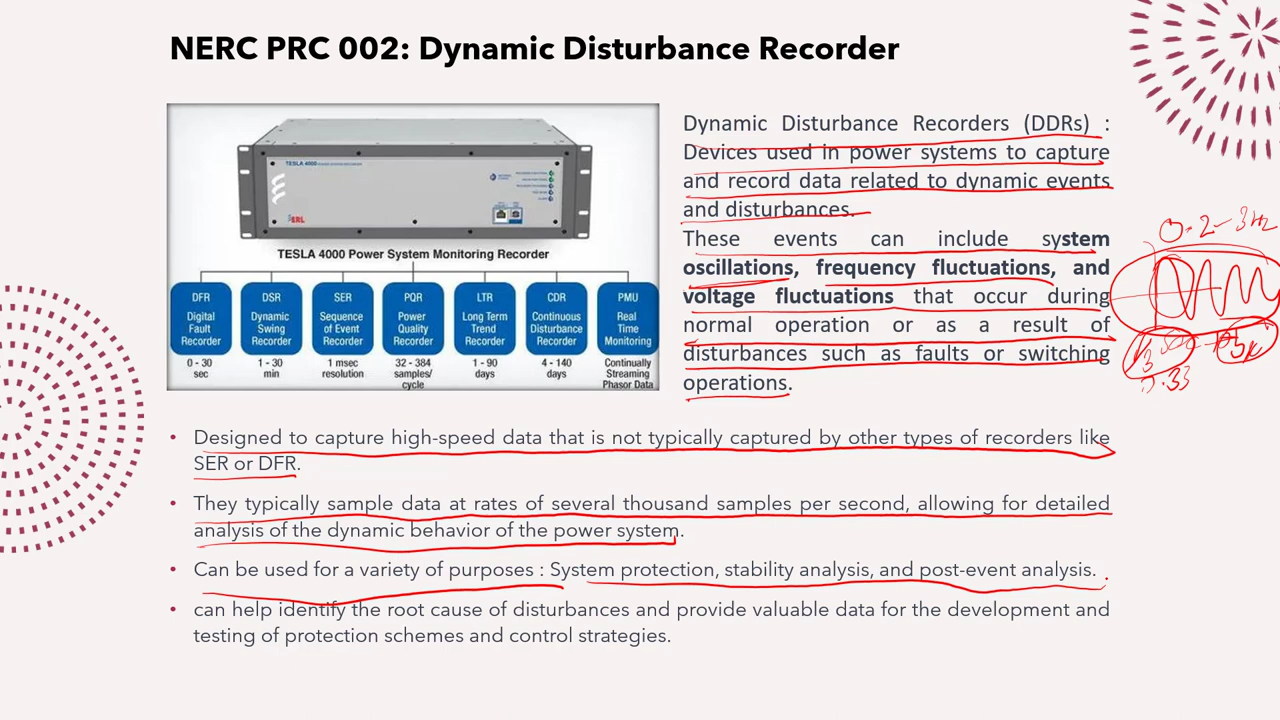 NERC PRC 002: Dynamic Disturbance Recorder
TESLA 4000
ERL
TESLA 4000 Power System Monitoring Recorder
DFR
Digital
Fault
Recorder
0 - 30
sec
DSR
Dynamic
Swing
Recorder
1 - 30
min
SER
Sequence
of Event
Recorder
1 msec
resolution
PQR
Power
Quality
Recorder
32 - 384
samples/
cycle
LTR
Long Term
Trend
Recorder
1 - 90
days
CDR
Continuous
Disturbance
Recorder
4 - 140
days
PMU
Real
Time
Monitoring
Continually
Streaming
Phasor Data
Dynamic Disturbance Recorders (DDRs) :
Devices used in power systems to capture
and record data related to dynamic events
and disturbances.
These events can include system
oscillations, frequency fluctuations, and
voltage fluctuations that occur during
normal operation or as a result of
disturbances such as faults or switching
operations.
0.2-3Hz
0.33
• Designed to capture high-speed data that is not typically captured by other types of recorders like
SER or DFR.
• They typically sample data at rates of several thousand samples per second, allowing for detailed
analysis of the dynamic behavior of the power system.
• Can be used for a variety of purposes : System protection, stability analysis, and post-event analysis.
• can help identify the root cause of disturbances and provide valuable data for the development and
testing of protection schemes and control strategies.